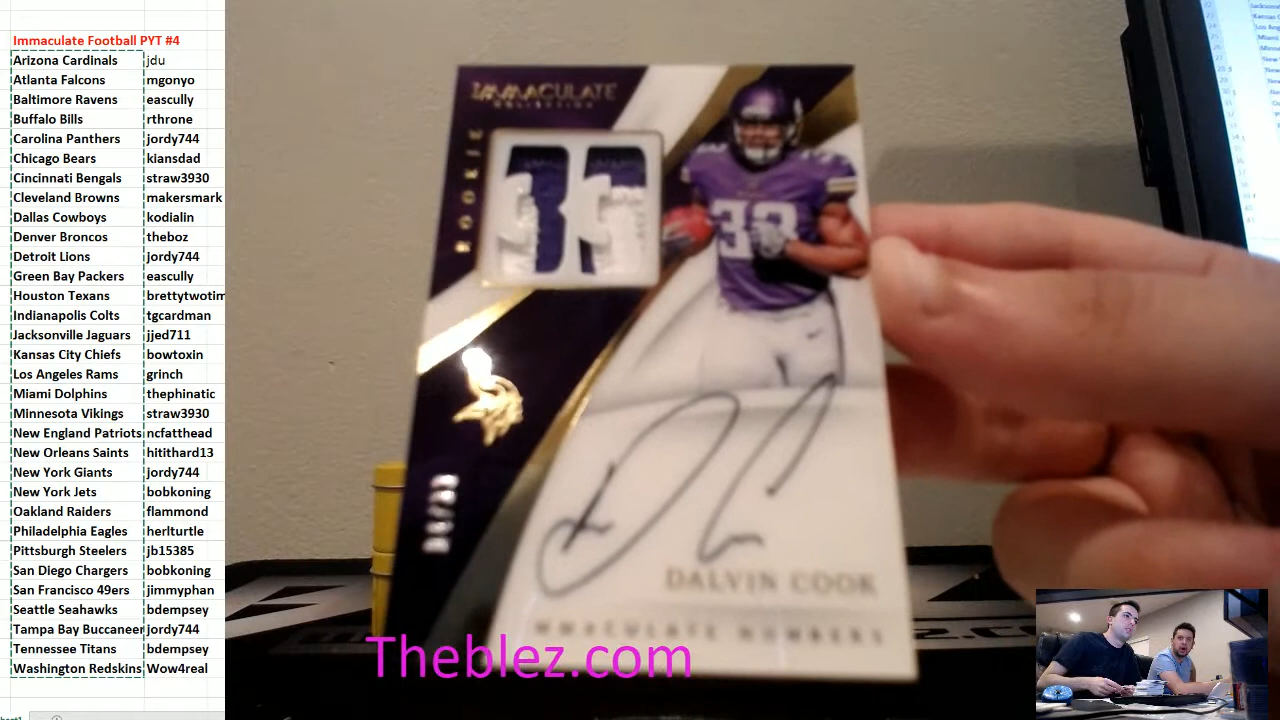 Immaculate Football PYT #4
Arizona Cardinals jdu
Atlanta Falcons mgonyo
Baltimore Ravens eascully
Buffalo Bills rthrone
Carolina Panthers jordy744
Chicago Bears kiansdad
Cincinnati Bengals straw3930
Cleveland Browns makersmark
Dallas Cowboys kodialin
Denver Broncos theboz
Detroit Lions jordy744
Green Bay Packers eascully
Houston Texans brettytwotim
Indianapolis Colts tgcardman
Jacksonville Jaguars jjed711
Kansas City Chiefs bowtoxin
Los Angeles Rams grinch
Miami Dolphins thephinatic
Minnesota Vikings straw3930
New England Patriots ncfatthead
New Orleans Saints hitithard13
New York Giants jordy744
New York Jets bobkoning
Oakland Raiders flammond
Philadelphia Eagles herlturtle
Pittsburgh Steelers jb15385
San Diego Chargers bobkoning
San Francisco 49ers jimmyphan
Seattle Seahawks bdempsey
Tampa Bay Buccaneer jordy744
Tennessee Titans bdempsey
Washington Redskins Wow4real
IMMACULATE
COLLECTION
ROOKIE
33
DALVIN COOK
IMMACULATE NUMBERS
Theblez.com